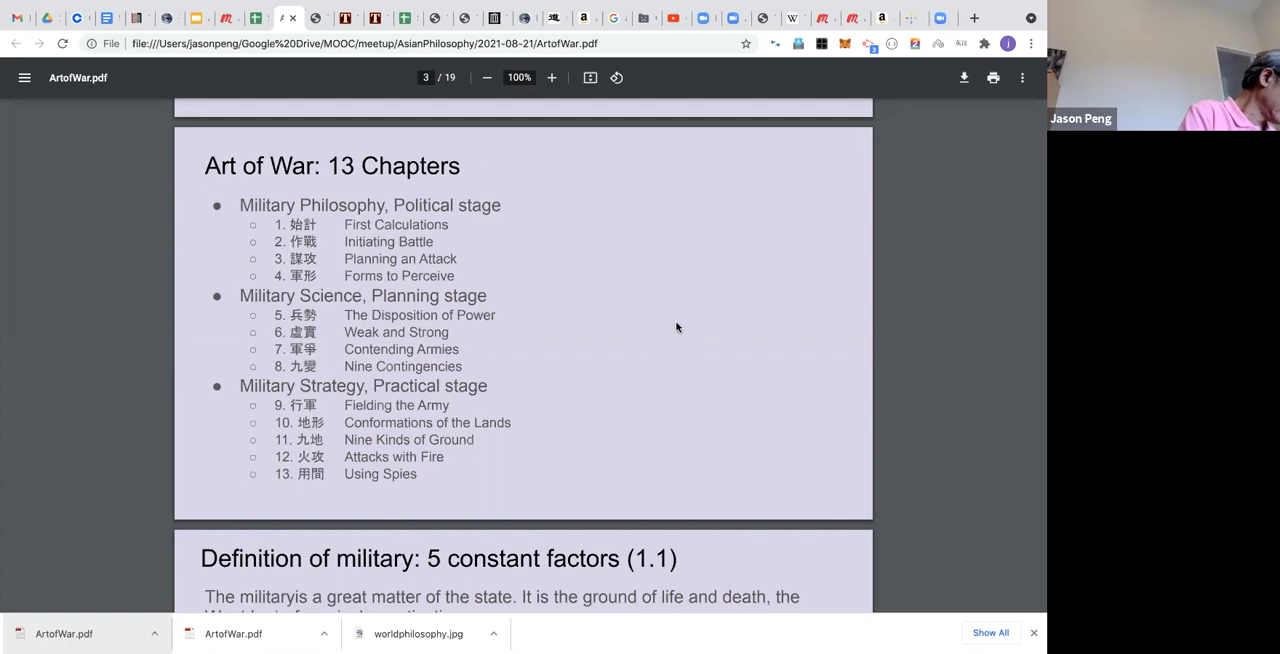 File
file:///Users/jasonpeng/Google%20Drive/MOOC/meetup/AsianPhilosophy/2021-08-21/ArtofWar.pdf
ArtofWar.pdf
3 / 19
100%
Jason Peng
Art of War: 13 Chapters
● Military Philosophy, Political stage
○ 1. 始計 First Calculations
○ 2. 作戰 Initiating Battle
○ 3. 謀攻 Planning an Attack
○ 4. 軍形 Forms to Perceive
● Military Science, Planning stage
○ 5. 兵勢 The Disposition of Power
○ 6. 虛實 Weak and Strong
○ 7. 軍爭 Contending Armies
○ 8. 九變 Nine Contingencies
● Military Strategy, Practical stage
○ 9. 行軍 Fielding the Army
○ 10. 地形 Conformations of the Lands
○ 11. 九地 Nine Kinds of Ground
○ 12. 火攻 Attacks with Fire
○ 13. 用間 Using Spies
Definition of military: 5 constant factors (1.1)
The militaryis a great matter of the state. It is the ground of life and death, the
ArtofWar.pdf
ArtofWar.pdf
worldphilosophy.jpg
Show All